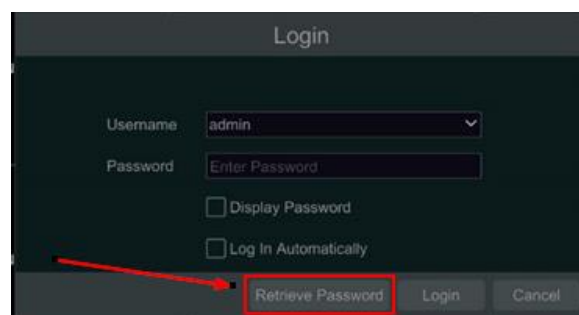 Login
Username admin
Password Enter Password
Display Password
Log In Automatically
Retrieve Password Login Cancel